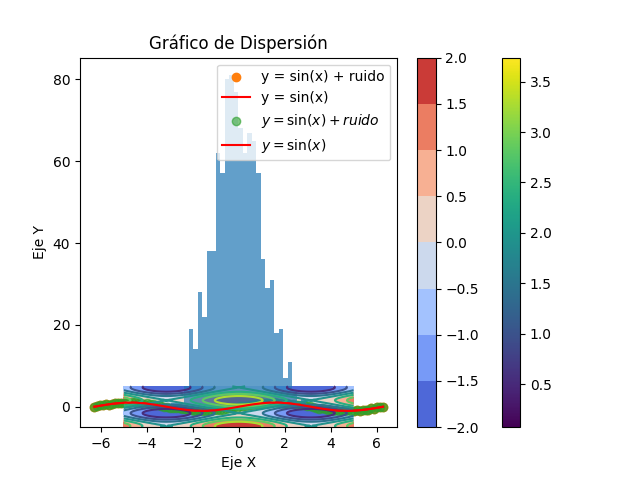 Gráfico de Dispersión
y = sin(x) + ruido
y = sin(x)
y = sin(x) + ruido
y = sin(x)
Eje Y
80
60
40
20
0
−6 −4 −2 0 2 4 6
Eje X
2.0
1.5
1.0
0.5
0.0
−0.5
−1.0
−1.5
−2.0
3.5
3.0
2.5
2.0
1.5
1.0
0.5